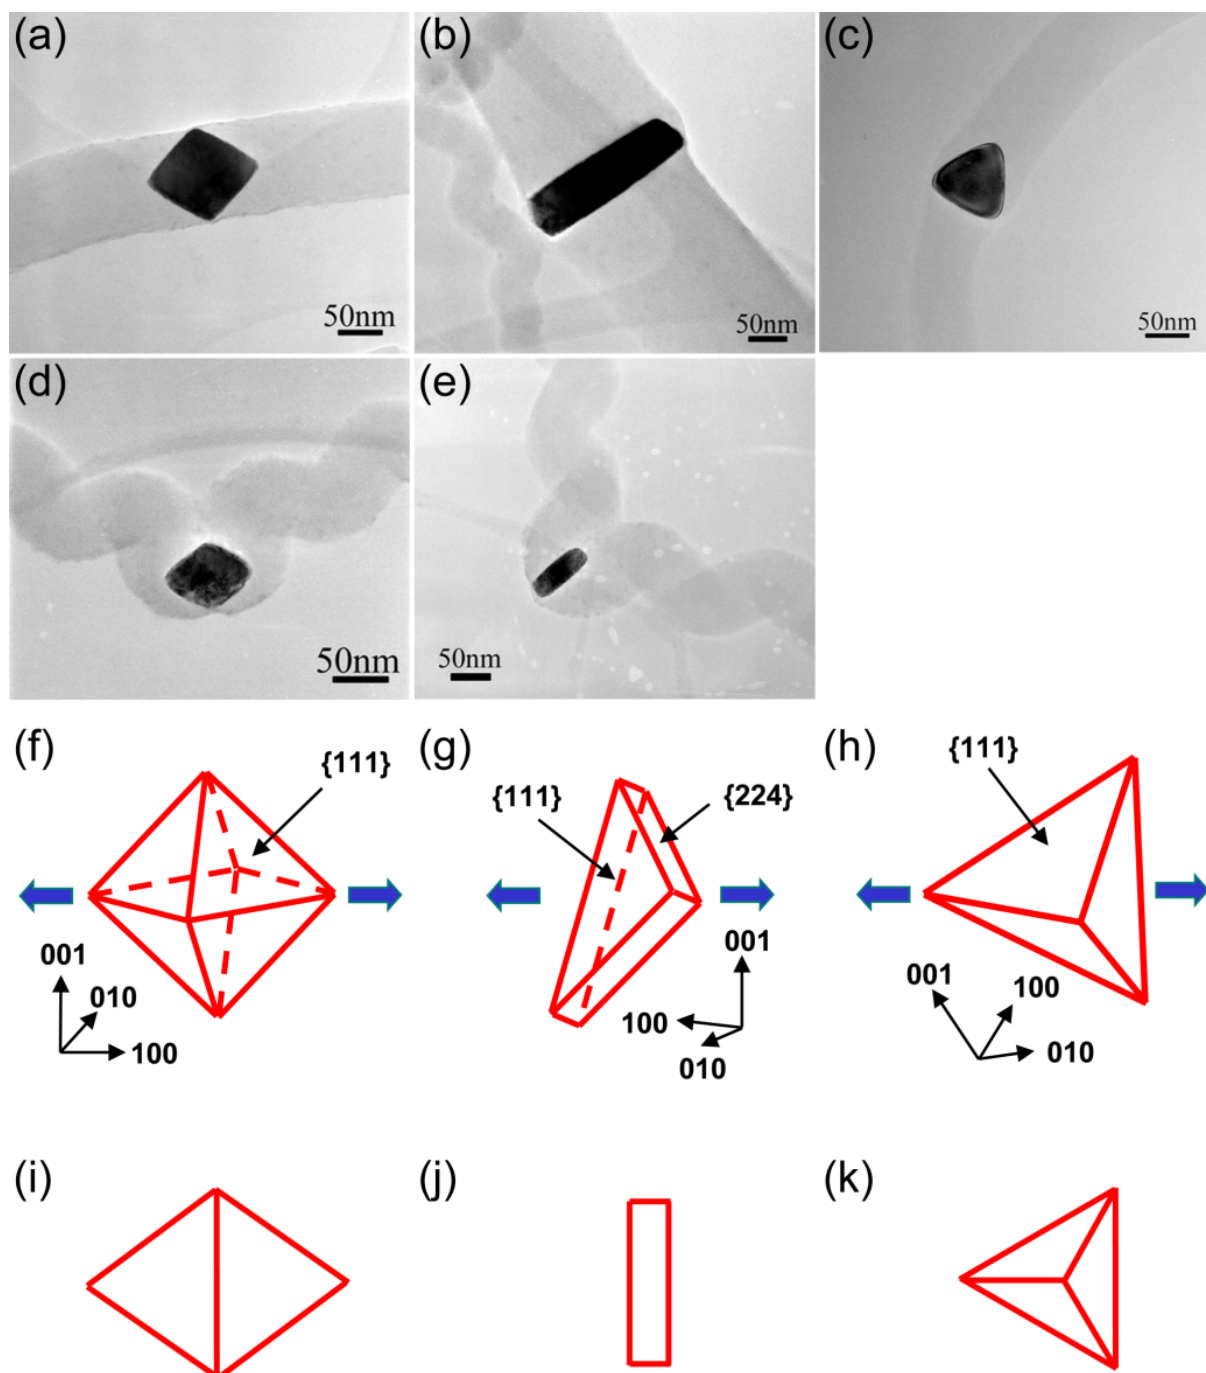 (a)
(b)
(c)
50nm
50nm
50nm
(d)
(e)
50nm
50nm
(f)
(g)
(h)
{111}
{111}
{224}
{111}
001
010
100
001
100
010
001
100
010
(i)
(j)
(k)